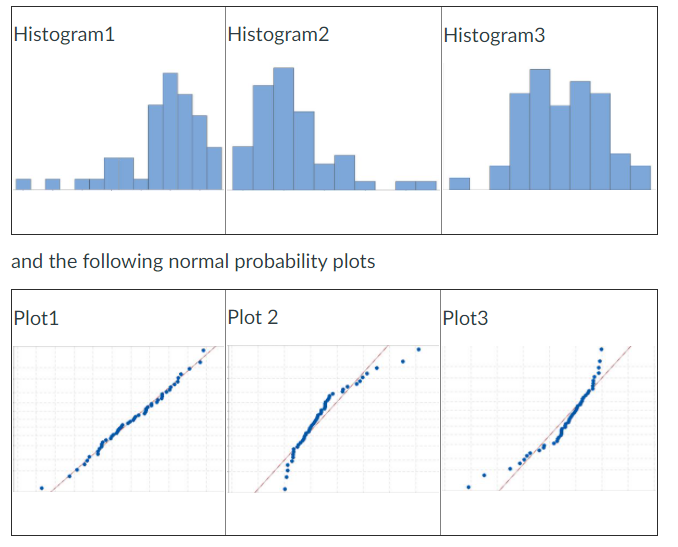 Histogram1
Histogram2
Histogram3
and the following normal probability plots
Plot1
Plot 2
Plot3